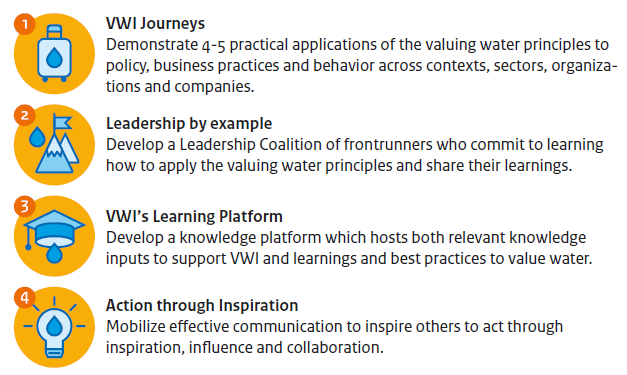 1
VWI Journeys
Demonstrate 4-5 practical applications of the valuing water principles to
policy, business practices and behavior across contexts, sectors, organiza-
tions and companies.
2
Leadership by example
Develop a Leadership Coalition of frontrunners who commit to learning
how to apply the valuing water principles and share their learnings.
3
VWI's Learning Platform
Develop a knowledge platform which hosts both relevant knowledge
inputs to support VWI and learnings and best practices to value water.
4
Action through Inspiration
Mobilize effective communication to inspire others to act through
inspiration, influence and collaboration.